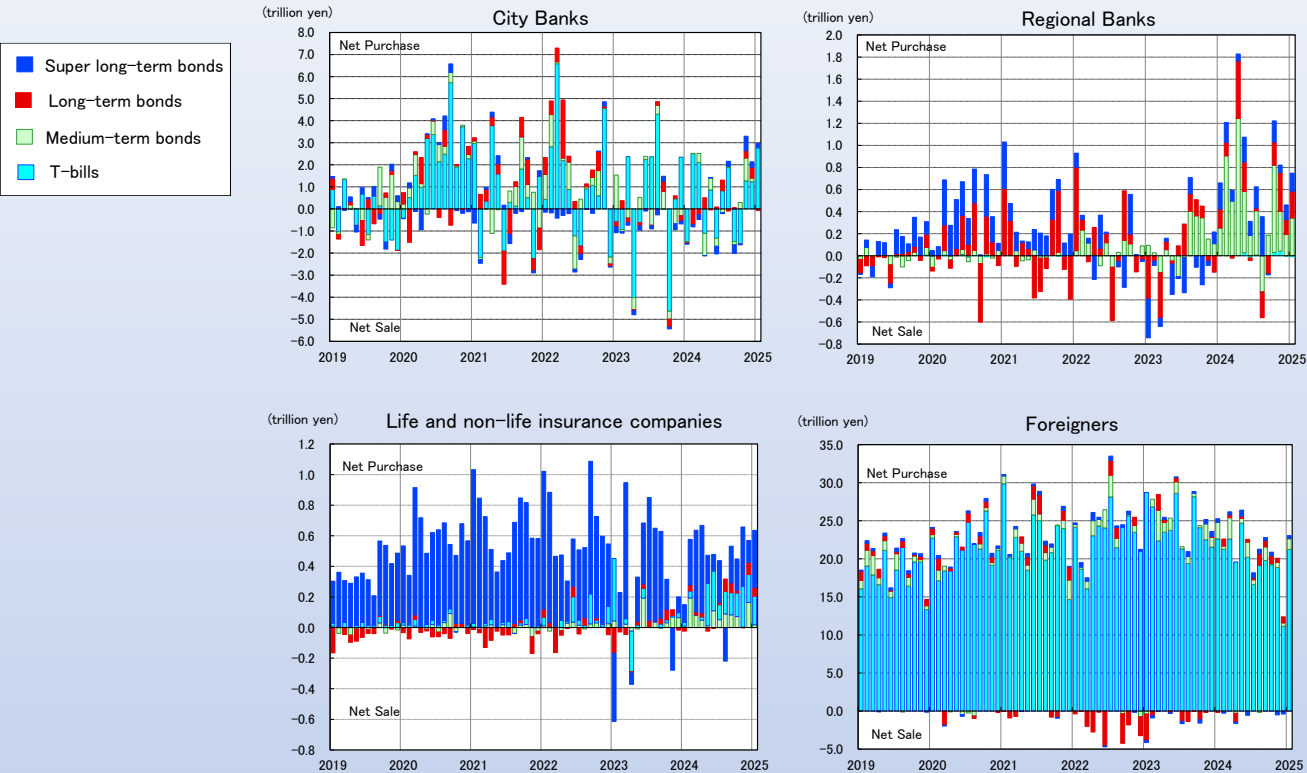 Super long-term bonds
Long-term bonds
Medium-term bonds
T-bills
(trillion yen)
City Banks
8.0
7.0
6.0
5.0
4.0
3.0
2.0
1.0
0.0
-1.0
-2.0
-3.0
-4.0
-5.0
-6.0
Net Purchase
Net Sale
2019 2020 2021 2022 2023 2024 2025
(trillion yen)
Regional Banks
2.0
1.8
1.6
1.4
1.2
1.0
0.8
0.6
0.4
0.2
0.0
-0.2
-0.4
-0.6
-0.8
Net Purchase
Net Sale
2019 2020 2021 2022 2023 2024 2025
(trillion yen)
Life and non-life insurance companies
1.2
1.0
0.8
0.6
0.4
0.2
0.0
-0.2
-0.4
-0.6
-0.8
Net Purchase
Net Sale
2019 2020 2021 2022 2023 2024 2025
(trillion yen)
Foreigners
35.0
30.0
25.0
20.0
15.0
10.0
5.0
0.0
-5.0
Net Purchase
Net Sale
2019 2020 2021 2022 2023 2024 2025